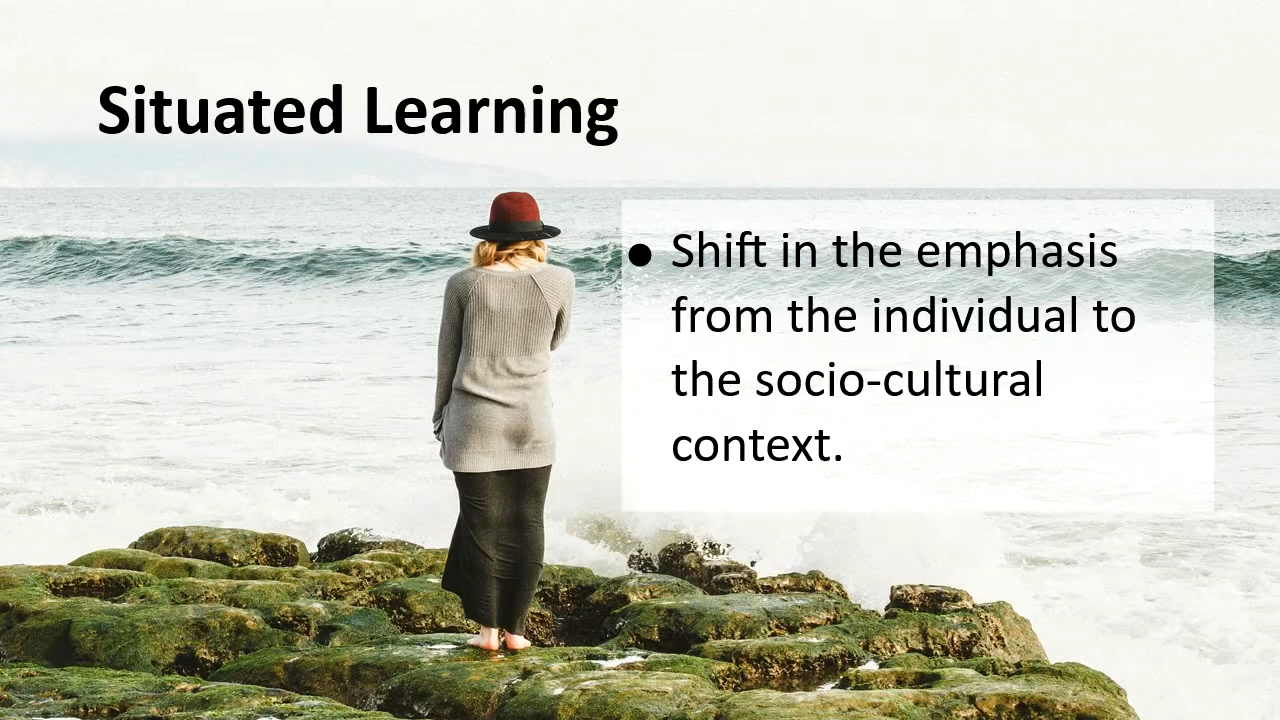 Situated Learning
● Shift in the emphasis
from the individual to
the socio-cultural
context.